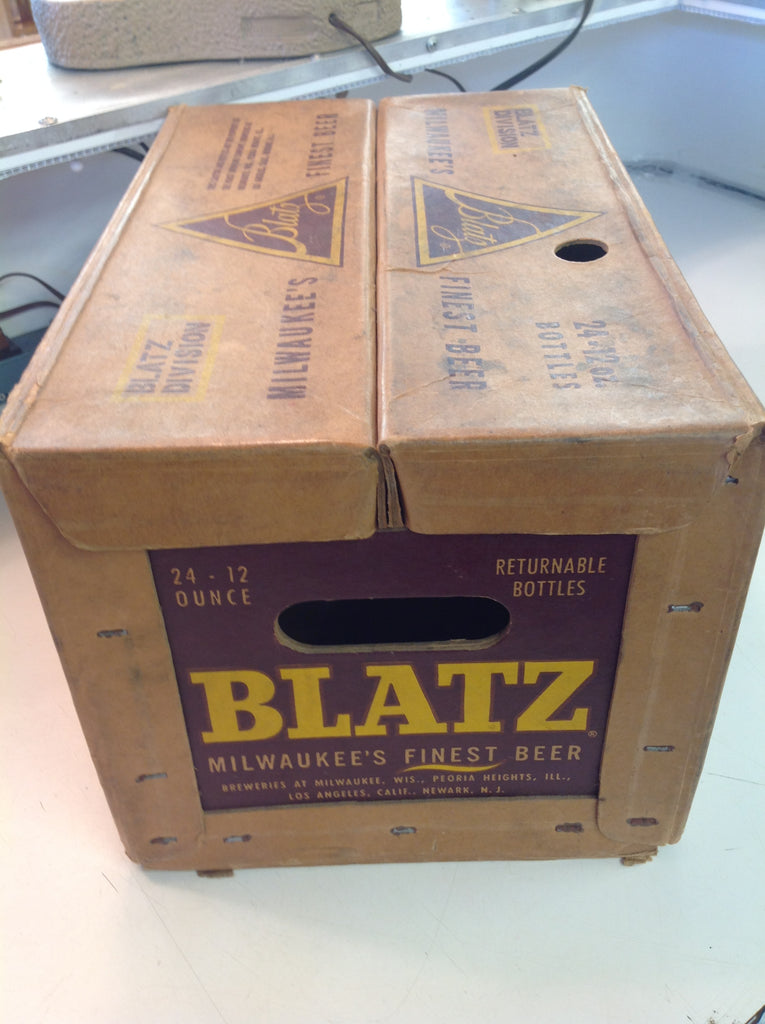 FINEST BEER
Blatz
MILWAUKEE'S
BLATZ
DIVISION
BLATZ
DIVISION
MILWAUKEE'S
Blatz
FINEST BEER
24-12 OZ.
BOTTLES
24 - 12
OUNCE
RETURNABLE
BOTTLES
BLATZ®
MILWAUKEE'S FINEST BEER
BREWERIES AT MILWAUKEE, WIS., PEORIA HEIGHTS, ILL.,
LOS ANGELES, CALIF., NEWARK, N. J.